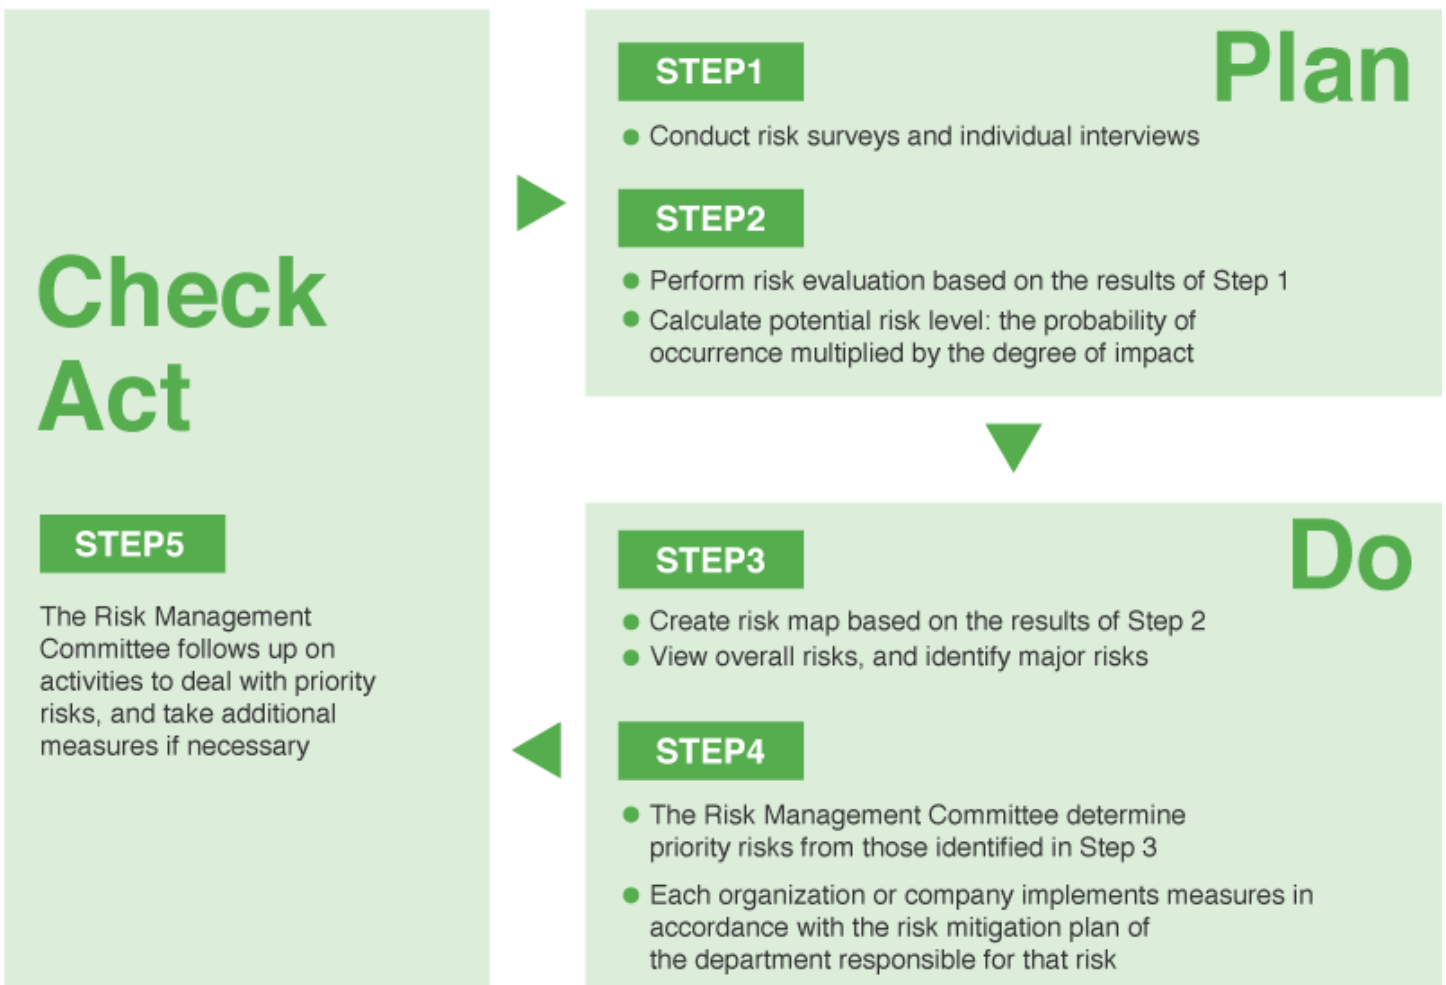 Plan
STEP1
Conduct risk surveys and individual interviews
STEP2
Perform risk evaluation based on the results of Step 1
Calculate potential risk level: the probability of
occurrence multiplied by the degree of impact
Do
STEP3
Create risk map based on the results of Step 2
View overall risks, and identify major risks
STEP4
The Risk Management Committee determine
priority risks from those identified in Step 3
Each organization or company implements measures in
accordance with the risk mitigation plan of
the department responsible for that risk
Check
Act
STEP5
The Risk Management
Committee follows up on
activities to deal with priority
risks, and take additional
measures if necessary